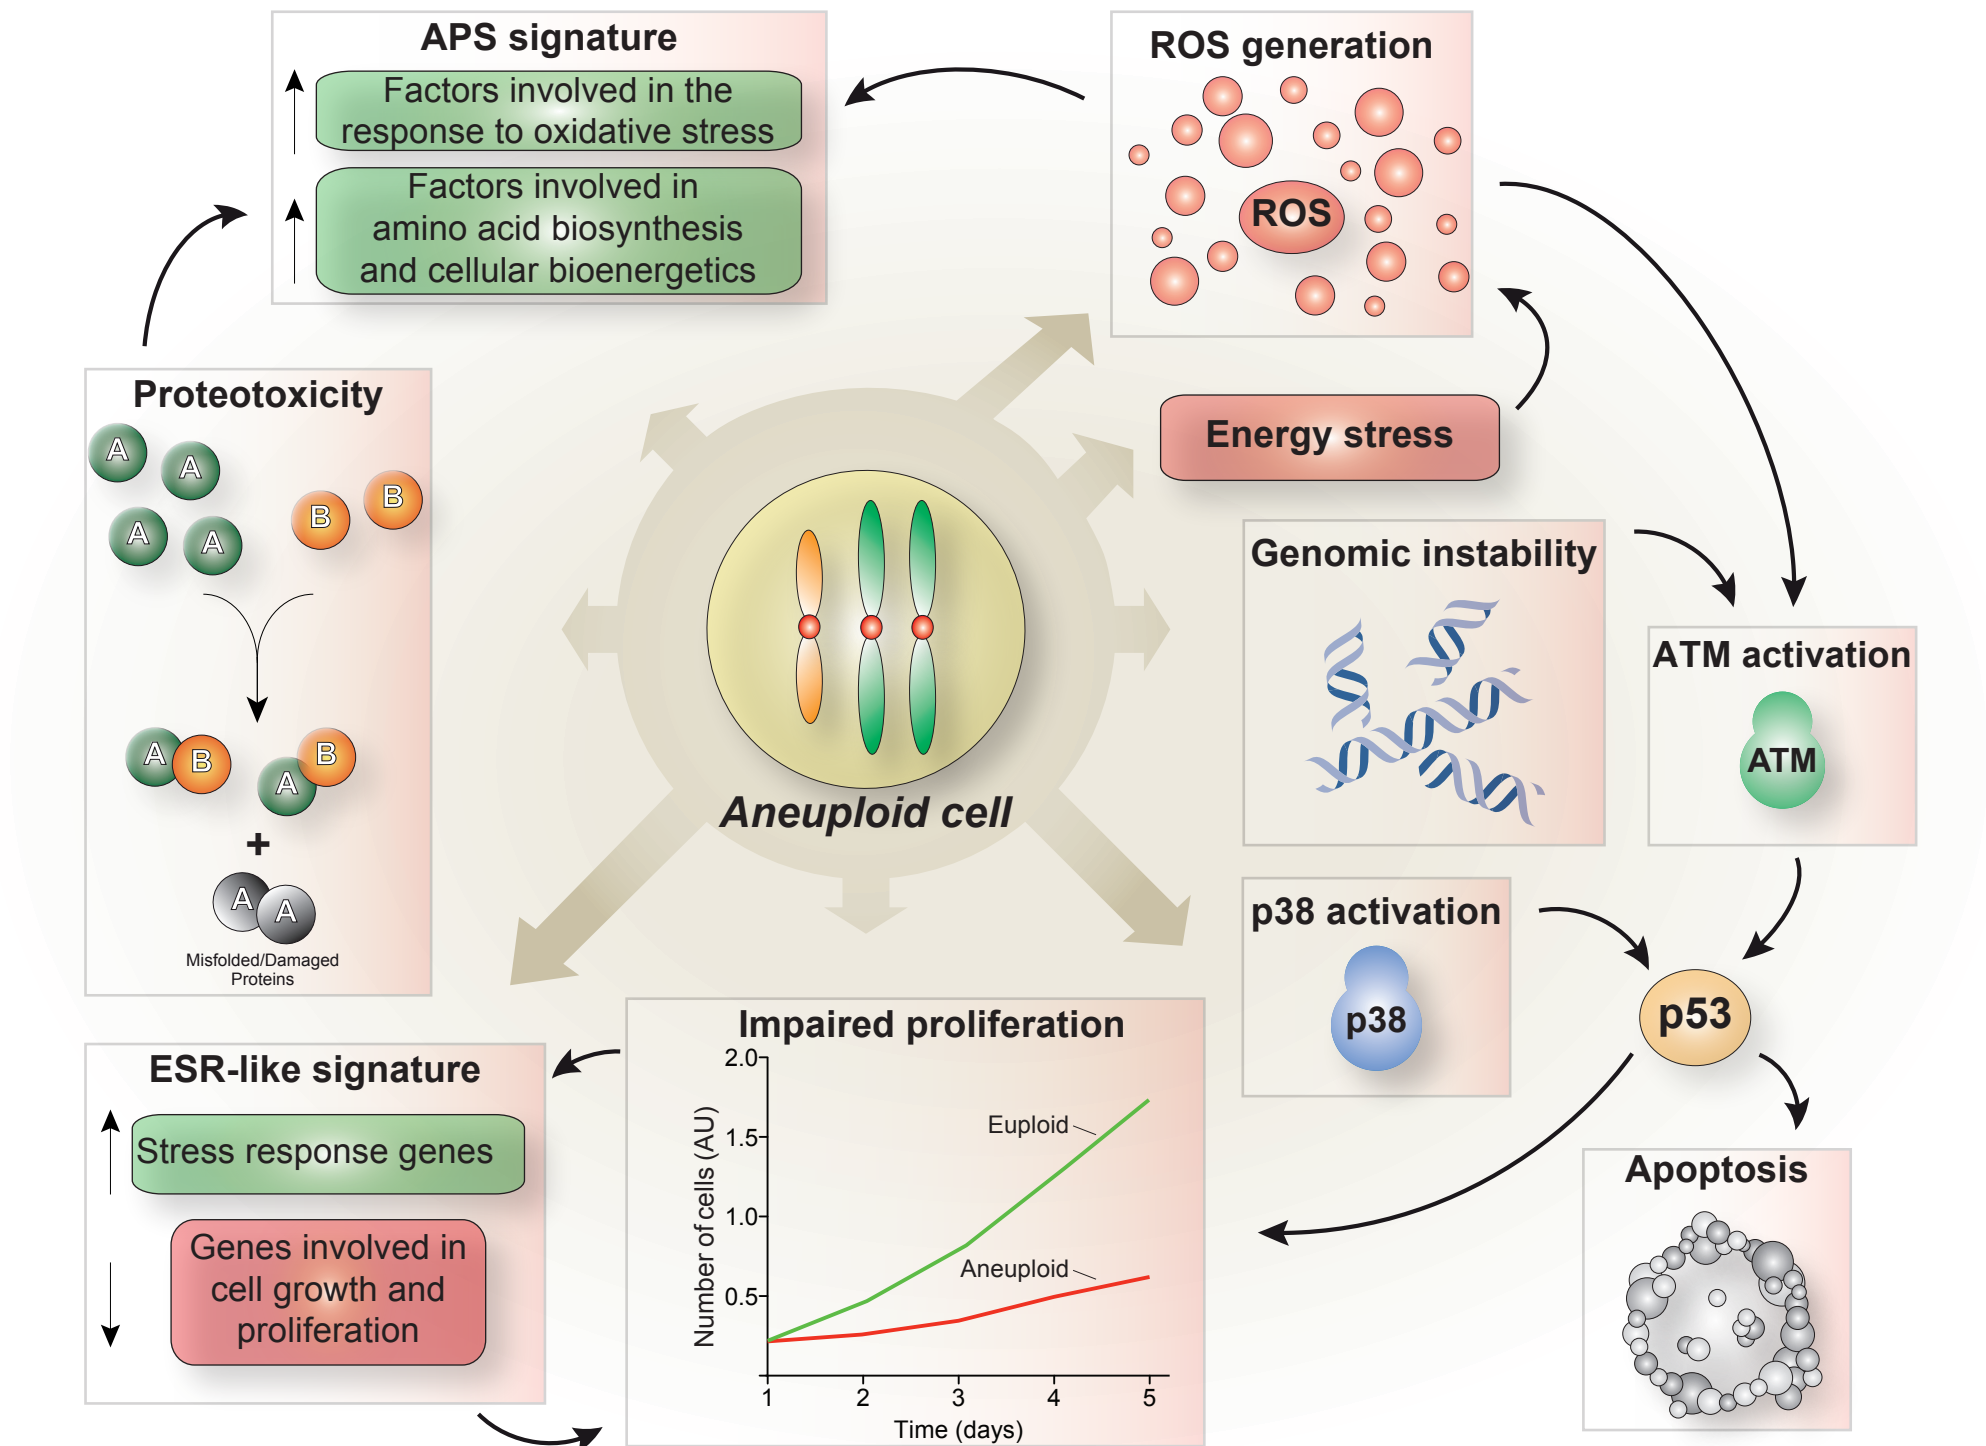 APS signature
Factors involved in the
response to oxidative stress
Factors involved in
amino acid biosynthesis
and cellular bioenergetics
ROS generation
ROS
Energy stress
Proteotoxicity
A
A
A
A
B
B
A
B
A
B
+
A
A
Misfolded/Damaged
Proteins
Aneuploid cell
Genomic instability
ATM activation
ATM
p38 activation
p38
p53
Apoptosis
ESR-like signature
Stress response genes
Genes involved in
cell growth and
proliferation
Impaired proliferation
Number of cells (AU)
2.0
1.5
1.0
0.5
Euploid
Aneuploid
1 2 3 4 5
Time (days)